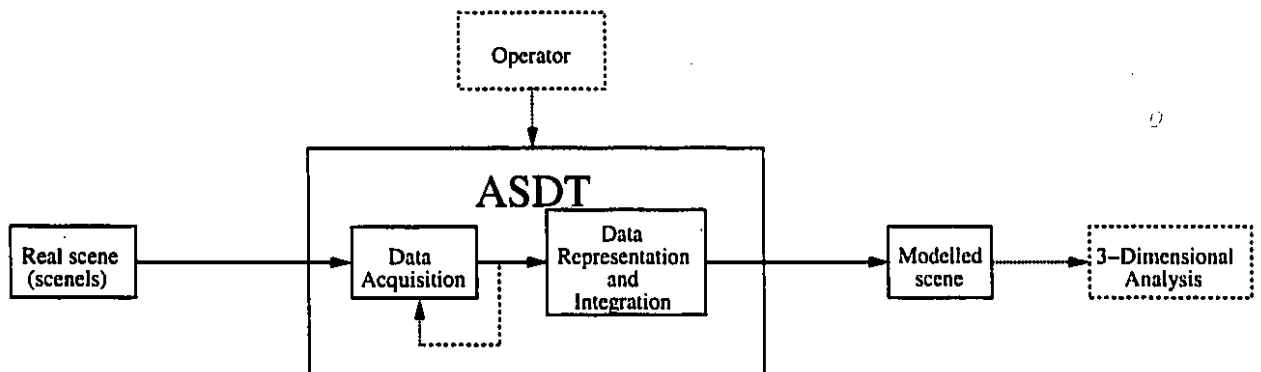 Operator
ASDT
Real scene
(scenels)
Data
Acquisition
Data
Representation
and
Integration
Modelled
scene
3-Dimensional
Analysis